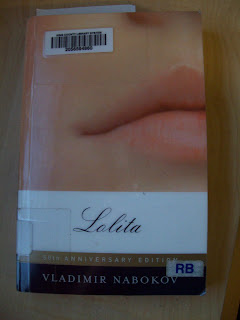 Lolita
50TH ANNIVERSARY EDITION
VLADIMIR NABOKOV
RB